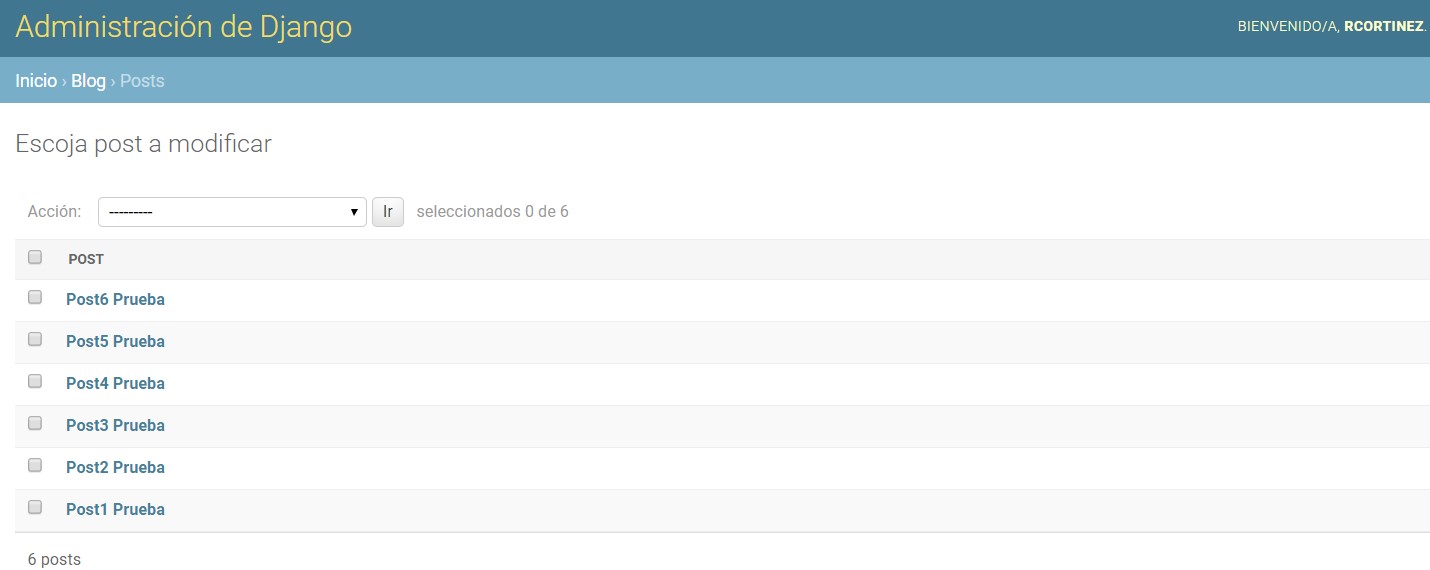 Administración de Django
BIENVENIDO/A, RCORTINEZ.
Inicio › Blog › Posts
Escoja post a modificar
Acción: --------- Ir seleccionados 0 de 6
POST
Post6 Prueba
Post5 Prueba
Post4 Prueba
Post3 Prueba
Post2 Prueba
Post1 Prueba
6 posts